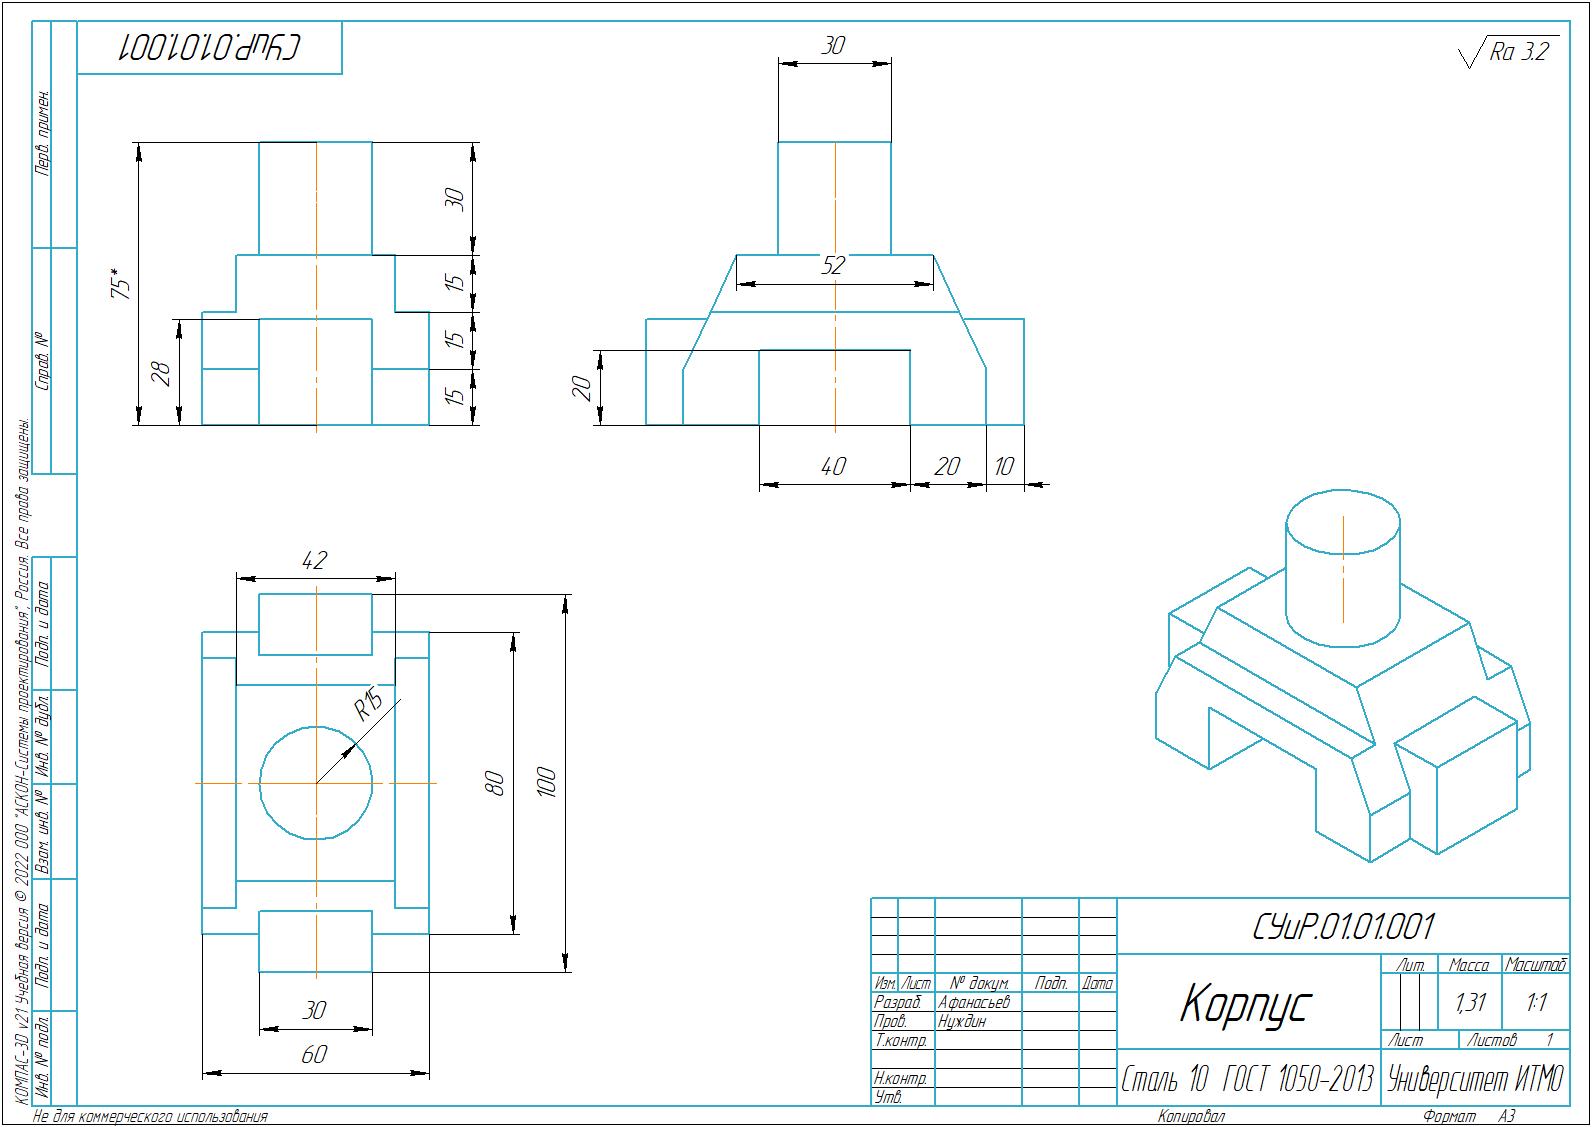 СУиР.01.01.001
Ra 3.2
Перв. примен.
Справ. №
Подп. и дата
Инв. № дубл.
Взам. инв. №
Подп. и дата
Инв. № подл.
КОМПАС-3D v21 Учебная версия © 2022 ООО "АСКОН-Системы проектирования", Россия. Все права защищены.
75*
28
30
15
15
15
30
52
20
40
20
10
42
R15
80
100
30
60
СУиР.01.01.001
Изм. Лист № докум. Подп. Дата
Разраб. Афанасьев
Пров. Нуждин
Т.контр.
Н.контр.
Утв.
Корпус
Лит. Масса Масштаб
1,31 1:1
Лист Листов 1
Сталь 10 ГОСТ 1050-2013
Университет ИТМО
Не для коммерческого использования
Копировал
Формат А3